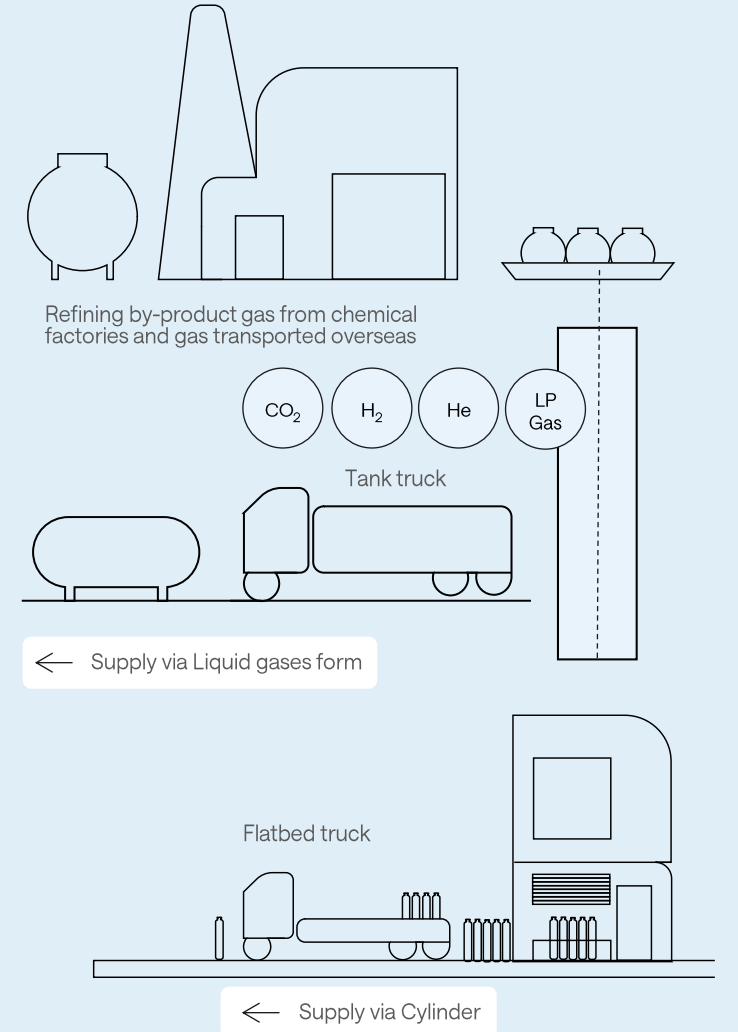 Refining by-product gas from chemical
factories and gas transported overseas
CO₂
H₂
He
LP
Gas
Tank truck
Supply via Liquid gases form
Flatbed truck
Supply via Cylinder